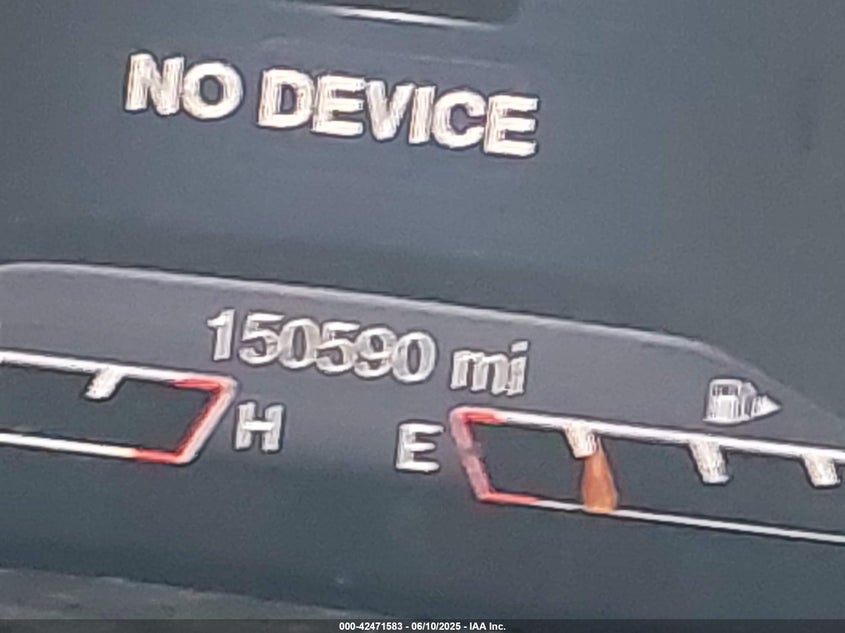 NO DEVICE
150590 mi
H E
000-42471583 - 06/10/2025 - IAA Inc.